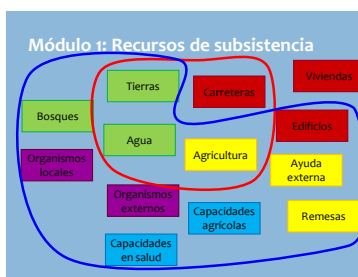 Módulo 1: Recursos de subsistencia
Tierras
Carreteras
Viviendas
Bosques
Agua
Edificios
Organismos
locales
Agricultura
Ayuda
externa
Organismos
externos
Capacidades
agrícolas
Remesas
Capacidades
en salud